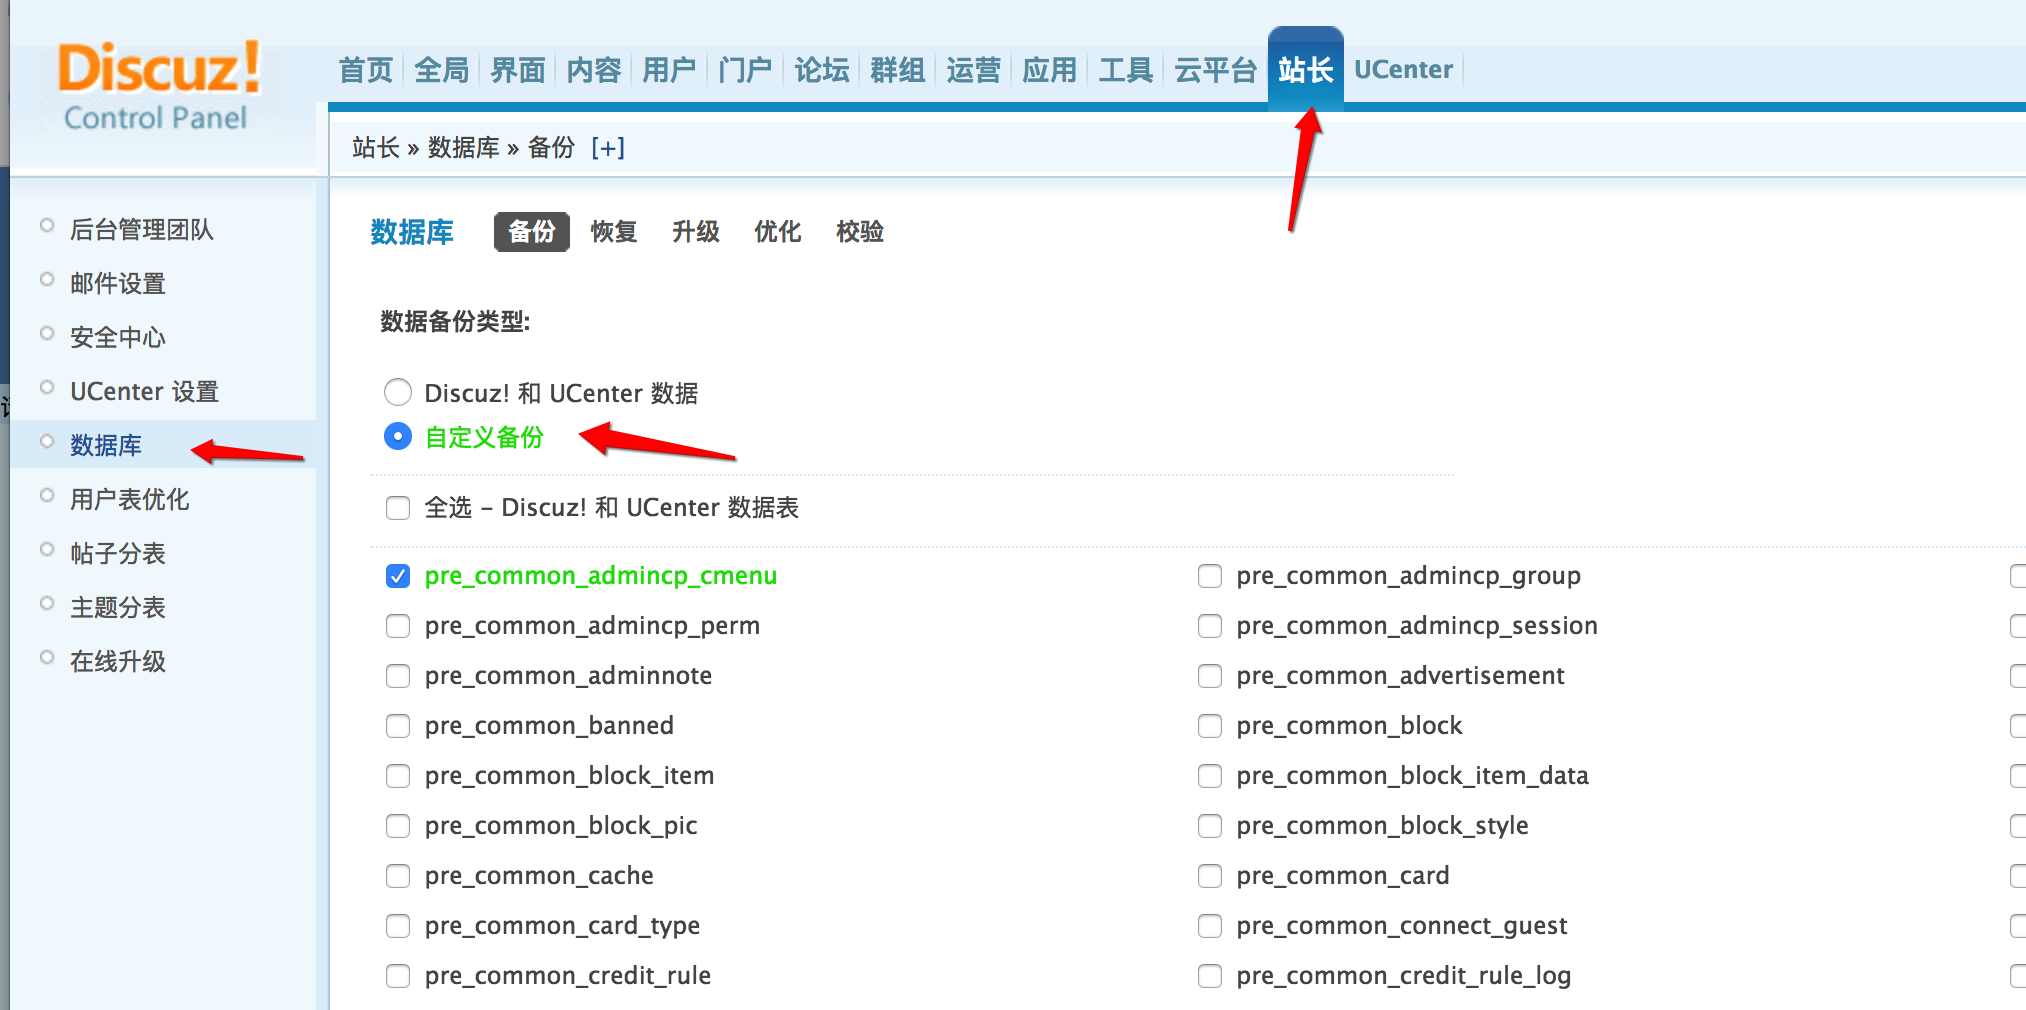 Discuz!
Control Panel
首页 全局 界面 内容 用户 门户 论坛 群组 运营 应用 工具 云平台 站长 UCenter
站长 » 数据库 » 备份 [+]
后台管理团队
邮件设置
安全中心
UCenter 设置
数据库
用户表优化
帖子分表
主题分表
在线升级
数据库 备份 恢复 升级 优化 校验
数据备份类型:
Discuz! 和 UCenter 数据
自定义备份
全选 – Discuz! 和 UCenter 数据表
pre_common_admincp_cmenu pre_common_admincp_group
pre_common_admincp_perm pre_common_admincp_session
pre_common_adminnote pre_common_advertisement
pre_common_banned pre_common_block
pre_common_block_item pre_common_block_item_data
pre_common_block_pic pre_common_block_style
pre_common_cache pre_common_card
pre_common_card_type pre_common_connect_guest
pre_common_credit_rule pre_common_credit_rule_log